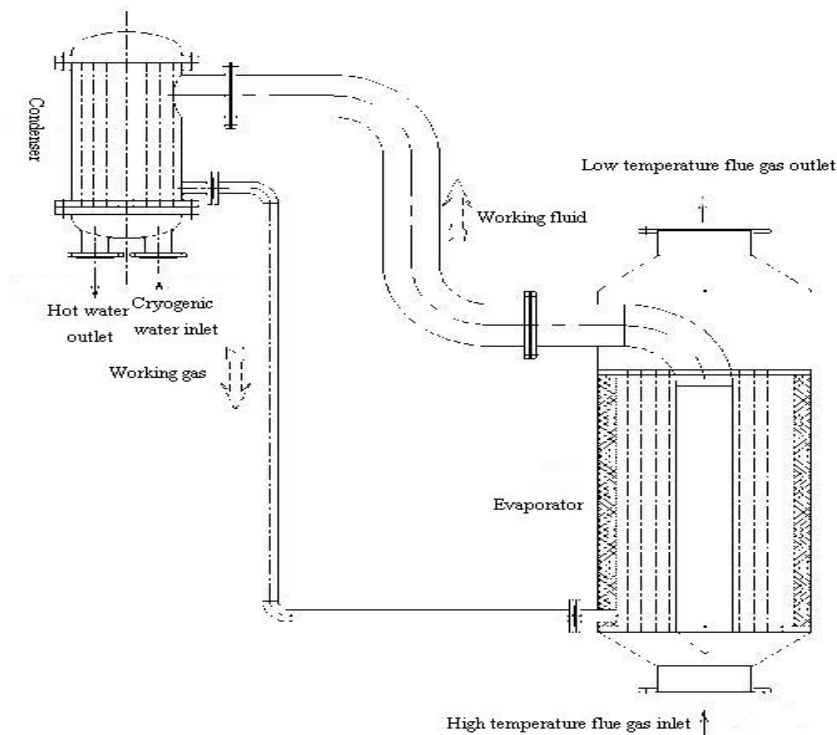 Condenser
Low temperature flue gas outlet
Working fluid
Hot water
outlet
Cryogenic
water inlet
Working gas
Evaporator
High temperature flue gas inlet